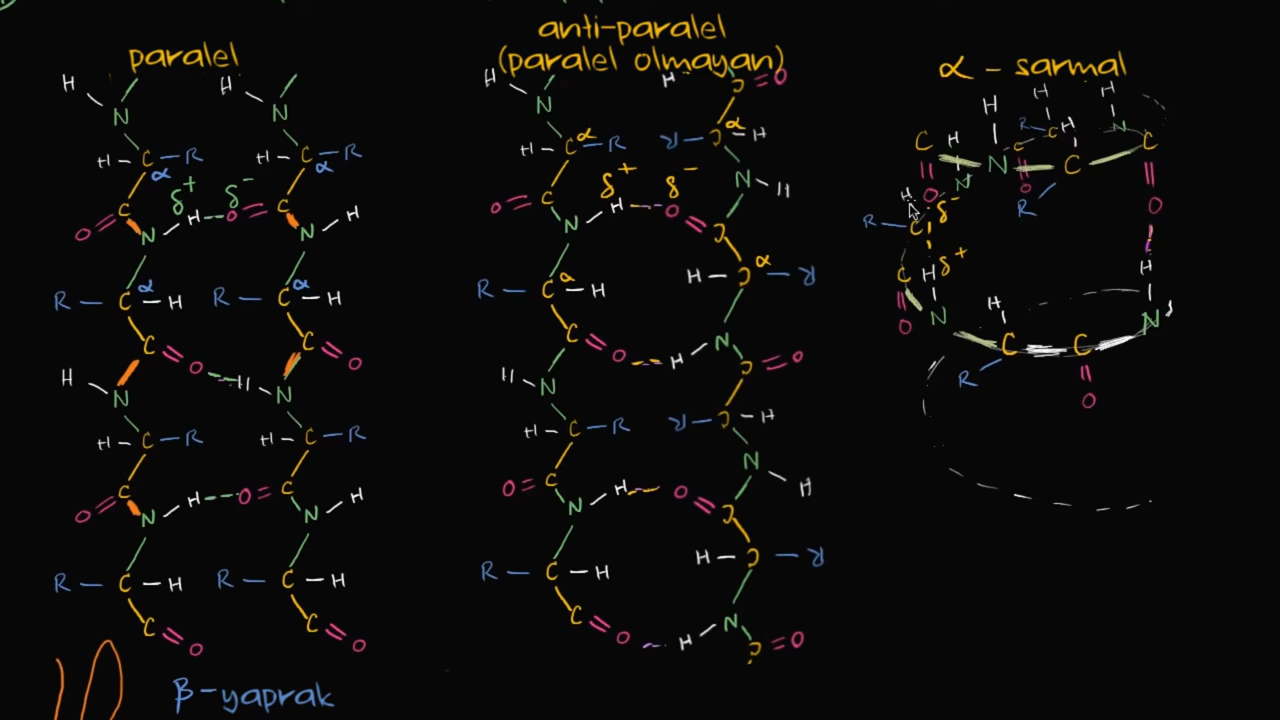 paralel
anti-paralel
(paralel olmayan)
α - sarmal
H N H N
H N H C O
H H H H
H - C - R H - C - R
α α
H - C = R R - C = H
α α
C N C C
O O O
δ+ δ-
δ+ δ-
O C N H O C N H
O C N H O C N H
R C H
δ-
δ+
R - C - H R - C - H
α α
R - C - H H - C - R
α α
C O N H
N
R C C O
C O C O
C O H N C O
H N H N
H N
H - C - R H - C - R
H - C - R R - C - H
O C N H O C N H
O C N H O C N H
R - C - H R - C - H
R - C - H H - C - R
C O C O
C O H N C O
β-yaprak